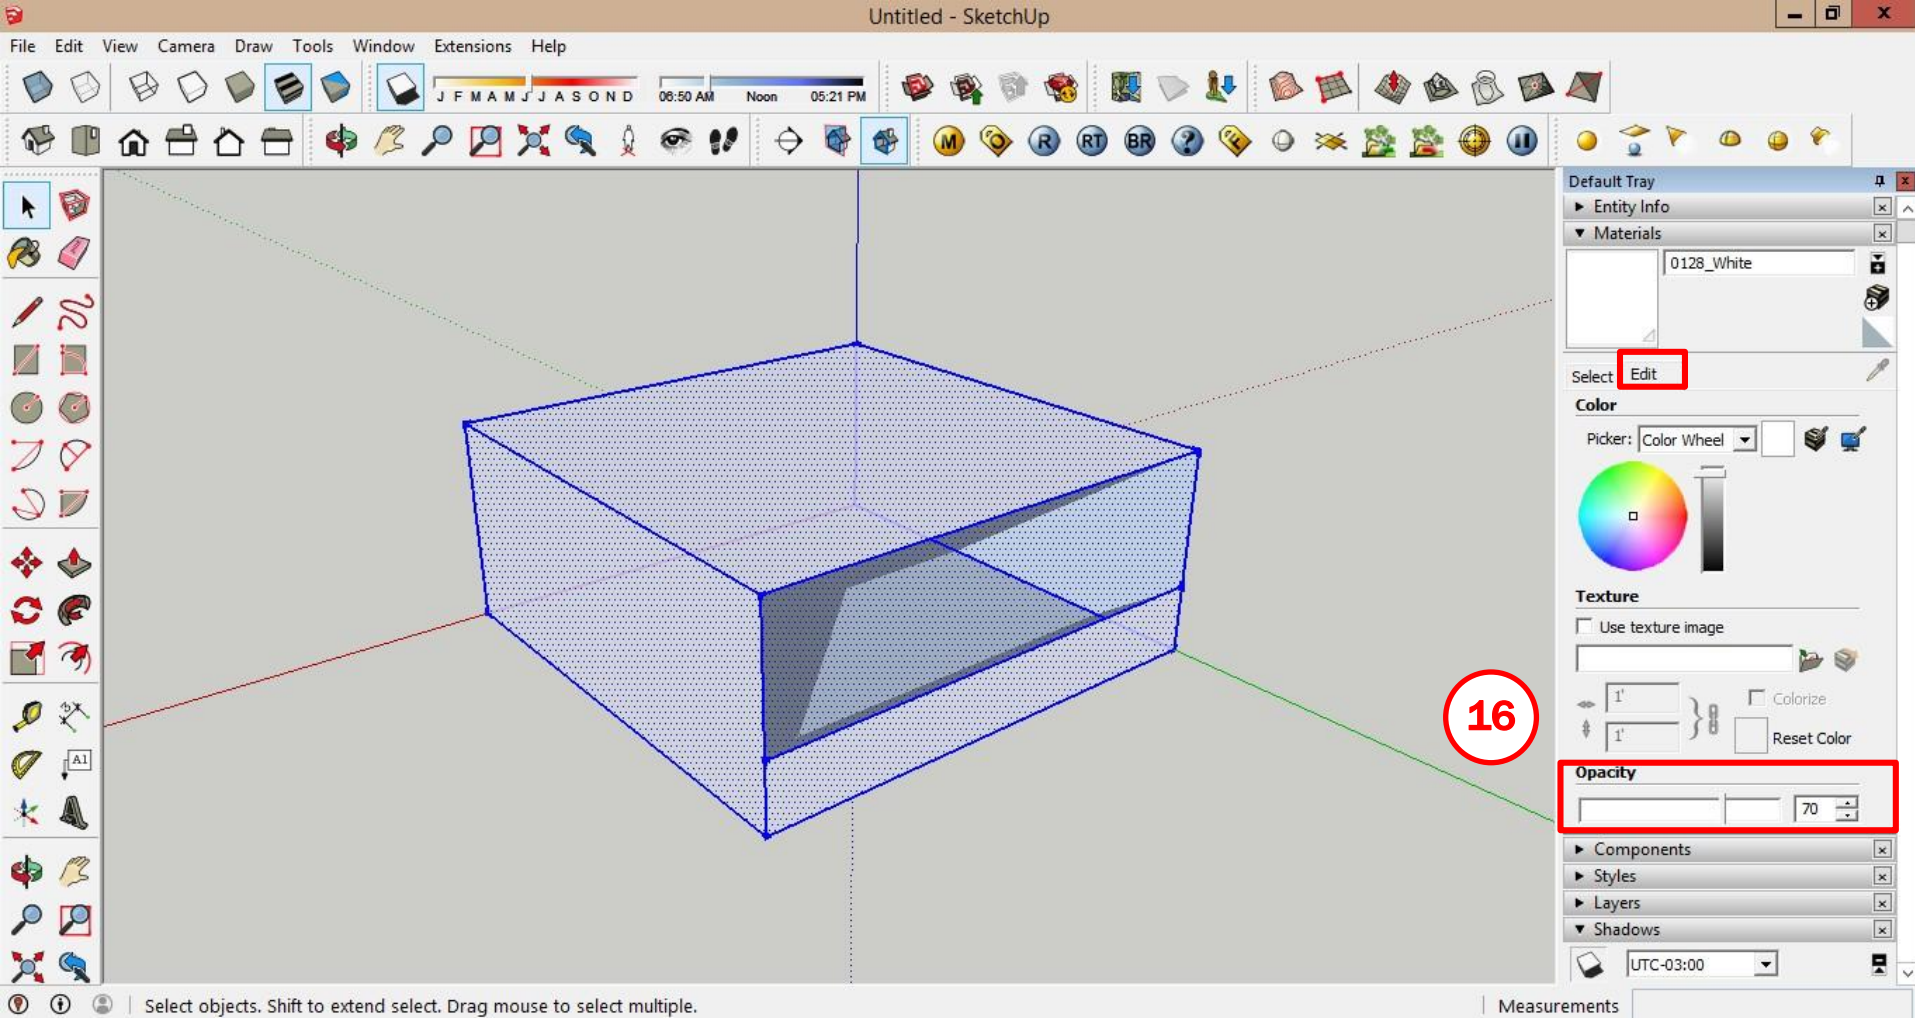 Untitled - SketchUp
File Edit View Camera Draw Tools Window Extensions Help
J F M A M J J A S O N D 06:50 AM Noon 05:21 PM
M R RT BR ?
Default Tray
Entity Info
Materials
0128_White
Select Edit
Color
Picker: Color Wheel
Texture
Use texture image
1' Colorize
1' Reset Color
16
A1
Opacity
70
Components
Styles
Layers
Shadows
UTC-03:00
Select objects. Shift to extend select. Drag mouse to select multiple. Measurements